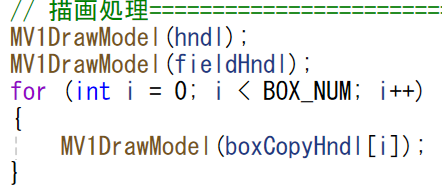 // 描画処理=======================
MV1DrawModel(hndl);
MV1DrawModel(fieldHndl);
for (int i = 0; i < BOX_NUM; i++)
{
    MV1DrawModel(boxCopyHndl[i]);
}